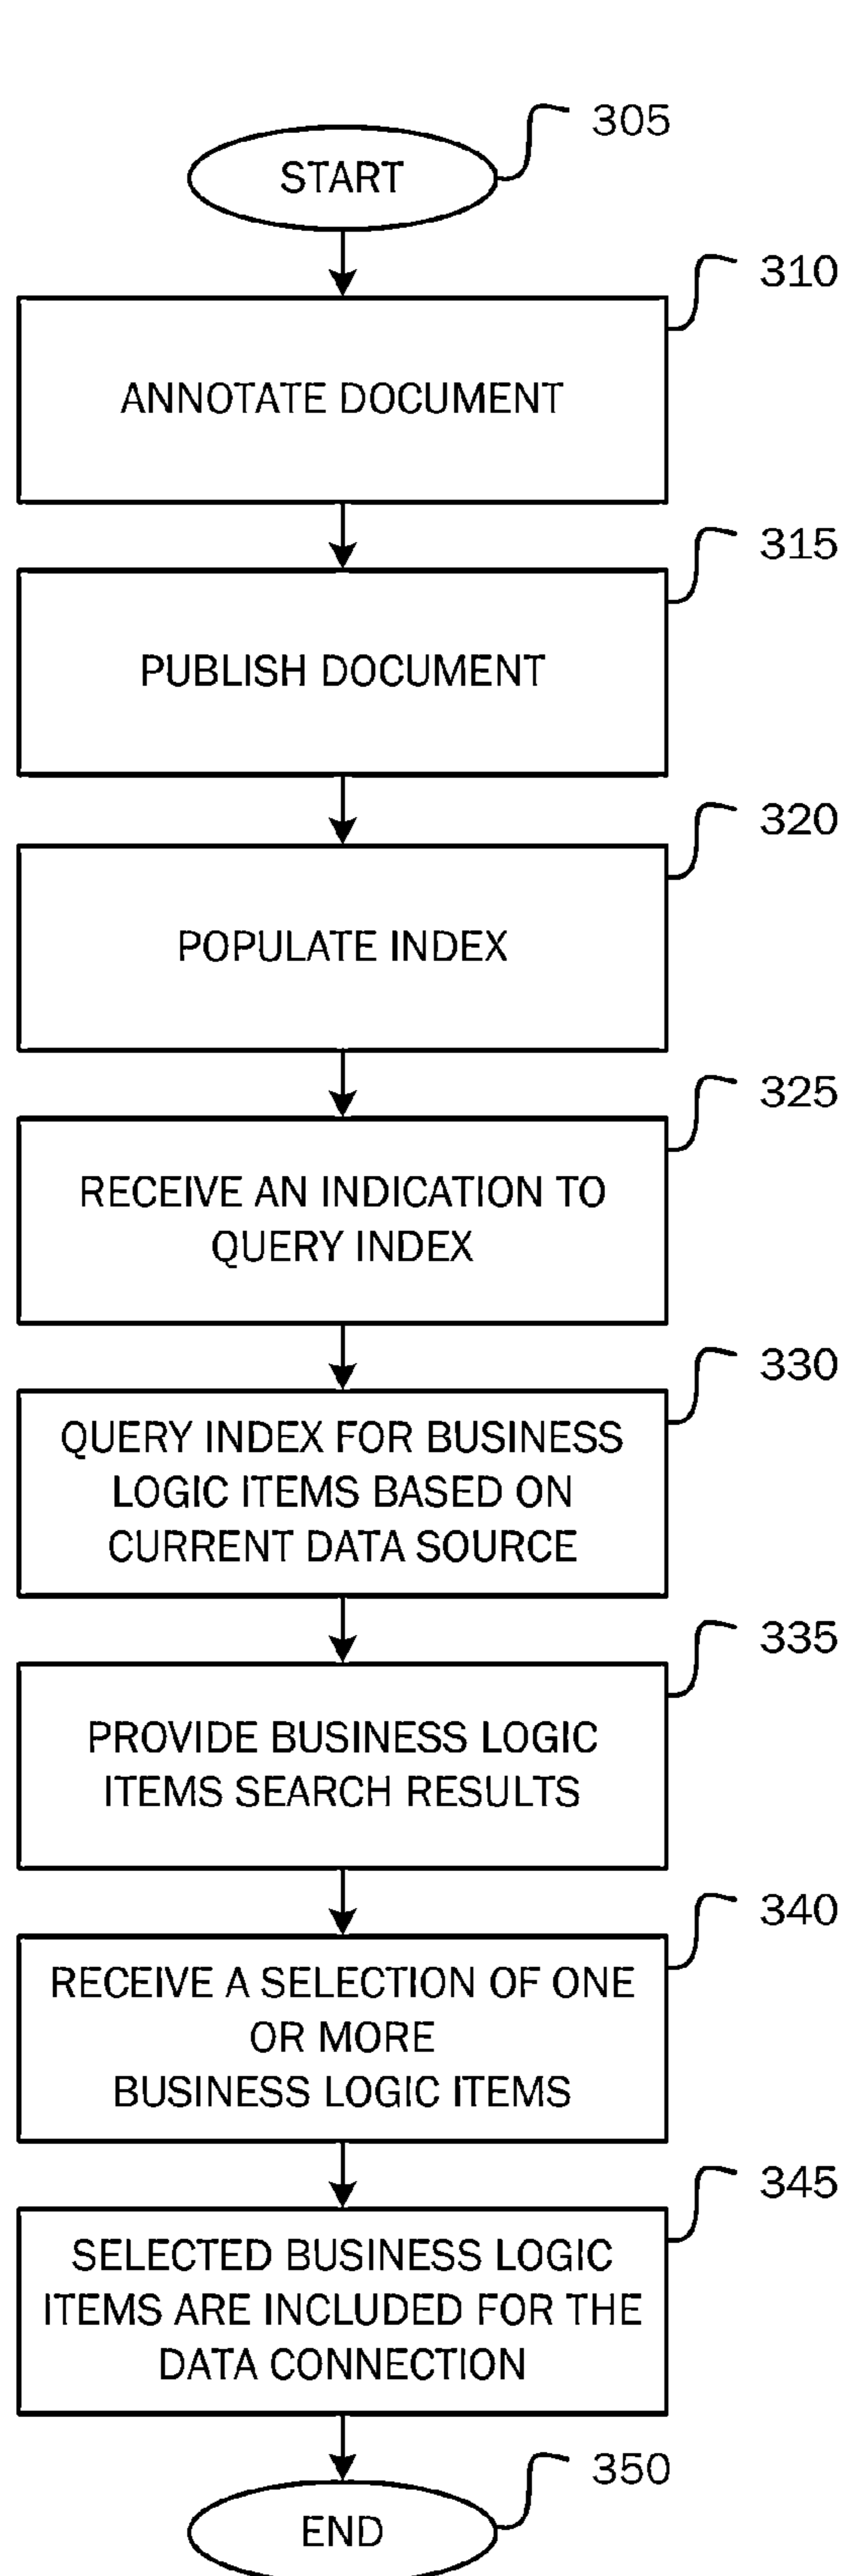 305
START
310
ANNOTATE DOCUMENT
315
PUBLISH DOCUMENT
320
POPULATE INDEX
325
RECEIVE AN INDICATION TO
QUERY INDEX
330
QUERY INDEX FOR BUSINESS
LOGIC ITEMS BASED ON
CURRENT DATA SOURCE
335
PROVIDE BUSINESS LOGIC
ITEMS SEARCH RESULTS
340
RECEIVE A SELECTION OF ONE
OR MORE
BUSINESS LOGIC ITEMS
345
SELECTED BUSINESS LOGIC
ITEMS ARE INCLUDED FOR THE
DATA CONNECTION
350
END